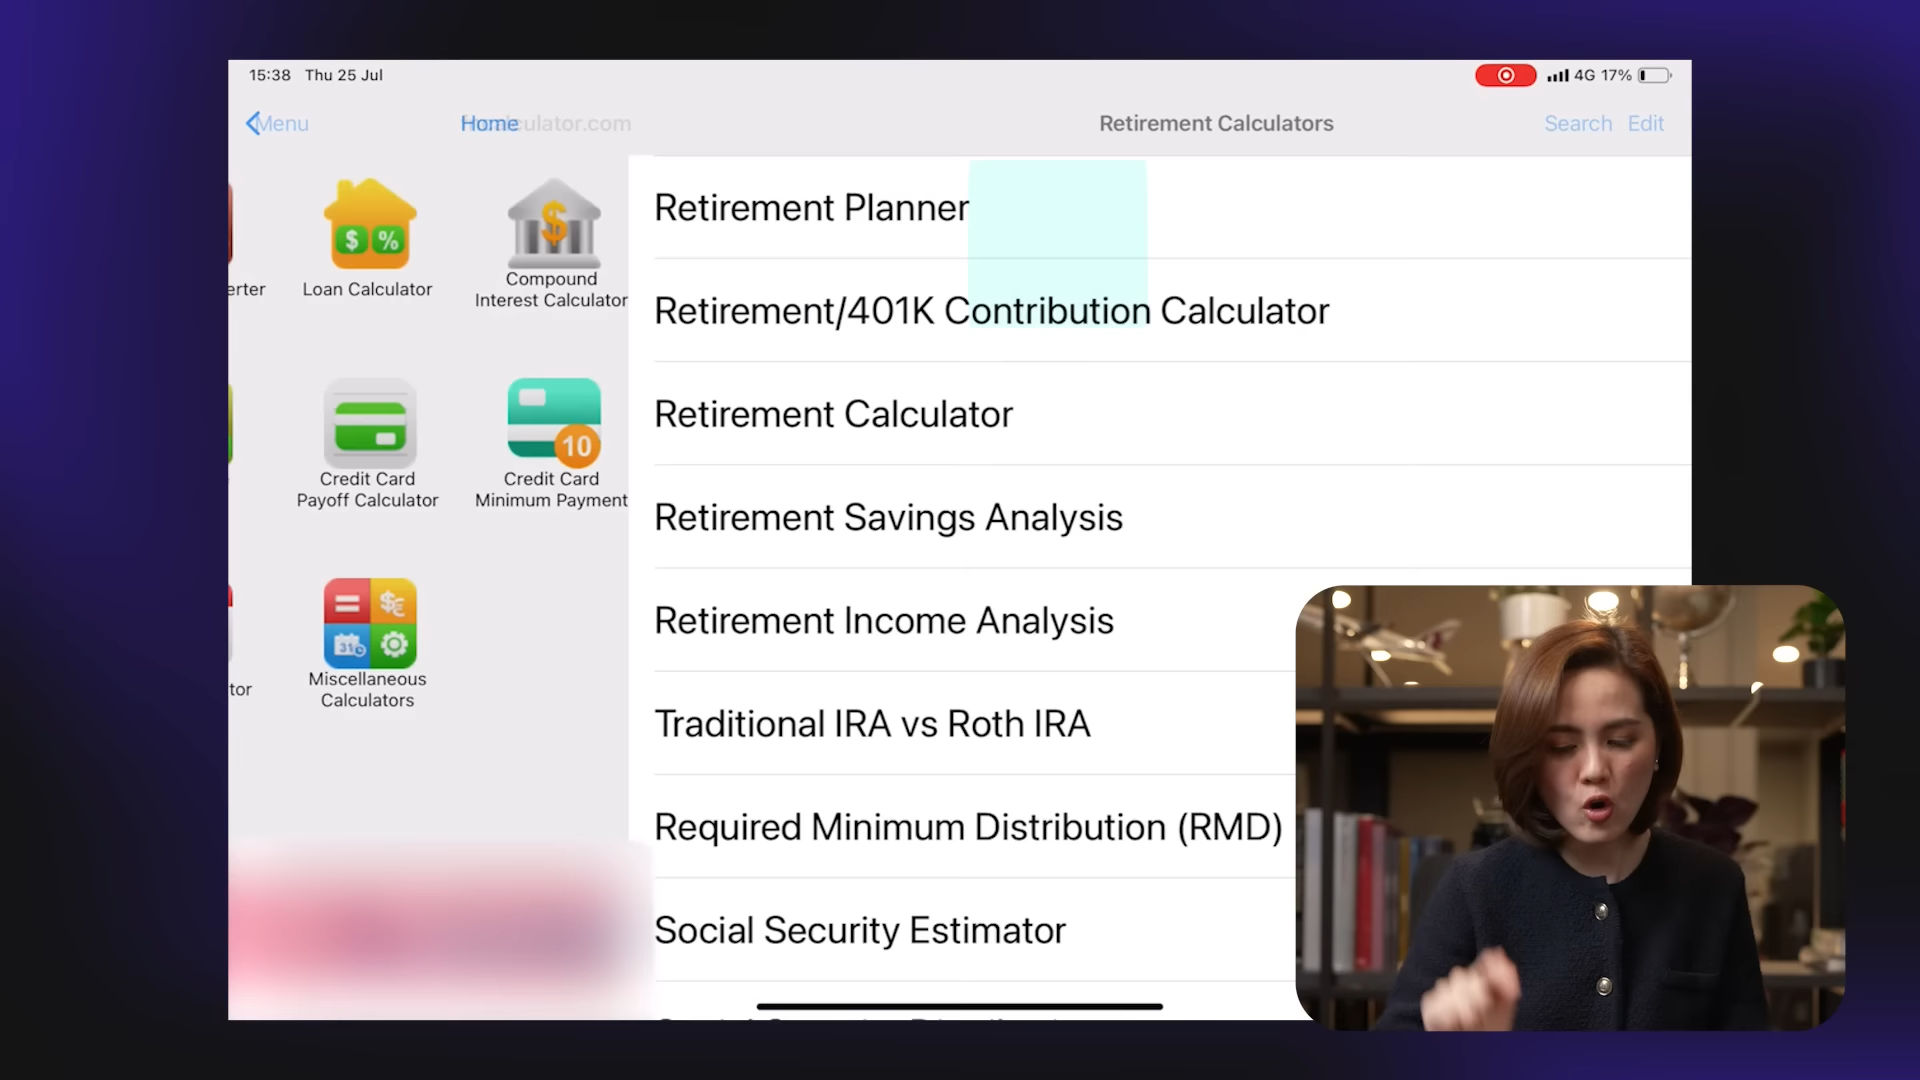 15:38 Thu 25 Jul
4G 17%
Menu
Home
culator.com
Retirement Calculators
Search Edit
erter
Loan Calculator
Compound
Interest Calculator
Credit Card
Payoff Calculator
Credit Card
Minimum Payment
10
$ %
$
31
tor
Miscellaneous
Calculators
Retirement Planner
Retirement/401K Contribution Calculator
Retirement Calculator
Retirement Savings Analysis
Retirement Income Analysis
Traditional IRA vs Roth IRA
Required Minimum Distribution (RMD)
Social Security Estimator